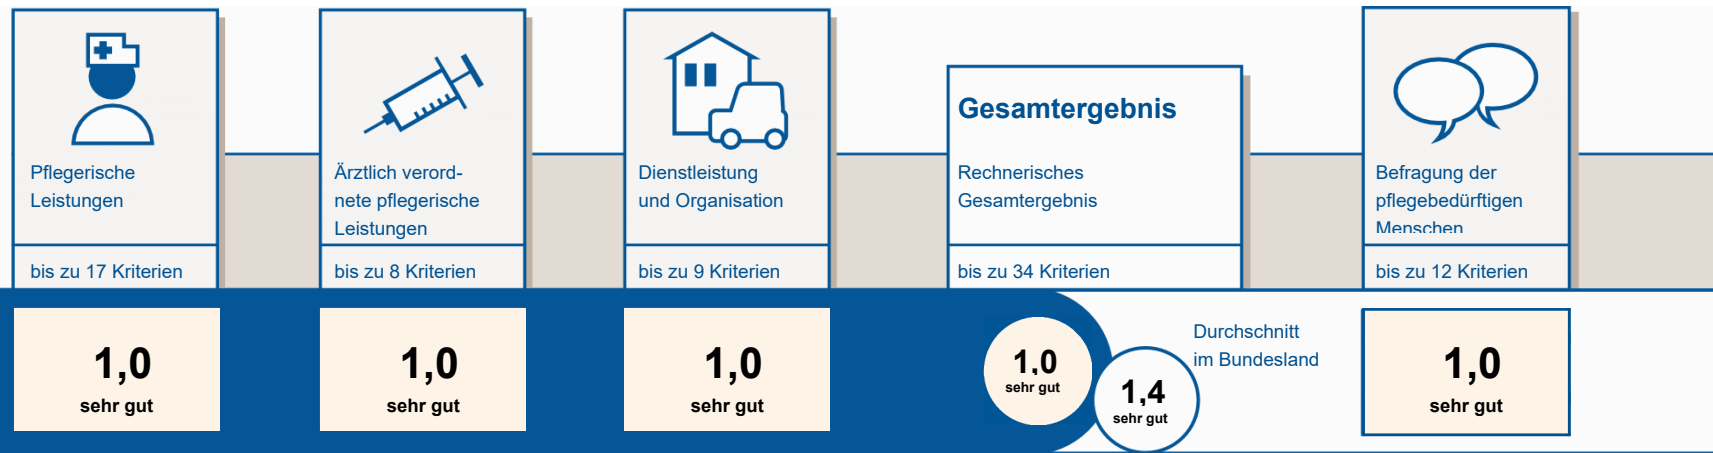 Pflegerische
Leistungen
bis zu 17 Kriterien
1,0
sehr gut
Ärztlich verord-
nete pflegerische
Leistungen
bis zu 8 Kriterien
1,0
sehr gut
Dienstleistung
und Organisation
bis zu 9 Kriterien
1,0
sehr gut
Gesamtergebnis
Rechnerisches
Gesamtergebnis
bis zu 34 Kriterien
1,0
sehr gut
1,4
sehr gut
Durchschnitt
im Bundesland
Befragung der
pflegebedürftigen
Menschen
bis zu 12 Kriterien
1,0
sehr gut